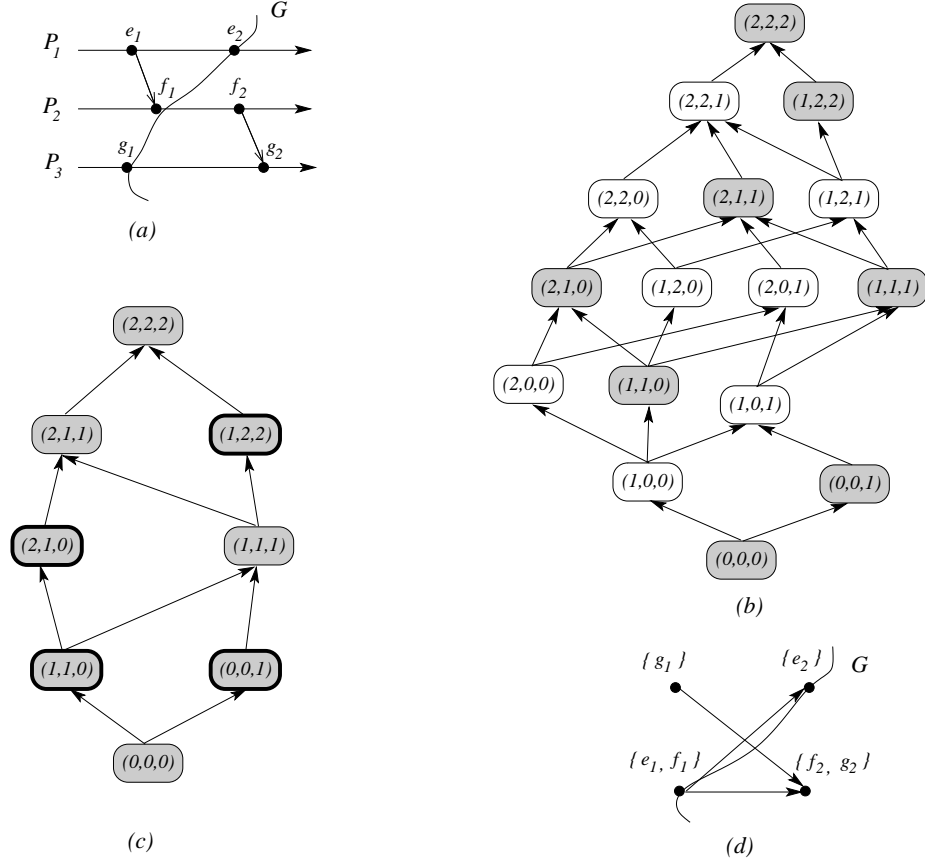 G
e1 e2
P1
f1 f2
P2
g1 g2
P3
(a)
(2,2,2)
(2,2,1) (1,2,2)
(2,2,0) (2,1,1) (1,2,1)
(2,1,0) (1,2,0) (2,0,1) (1,1,1)
(2,0,0) (1,1,0) (1,0,1)
(1,0,0) (0,0,1)
(0,0,0)
(b)
(2,2,2)
(2,1,1) (1,2,2)
(2,1,0) (1,1,1)
(1,1,0) (0,0,1)
(0,0,0)
(c)
{ g1 } { e2 } G
{ e1, f1 } { f2, g2 }
(d)